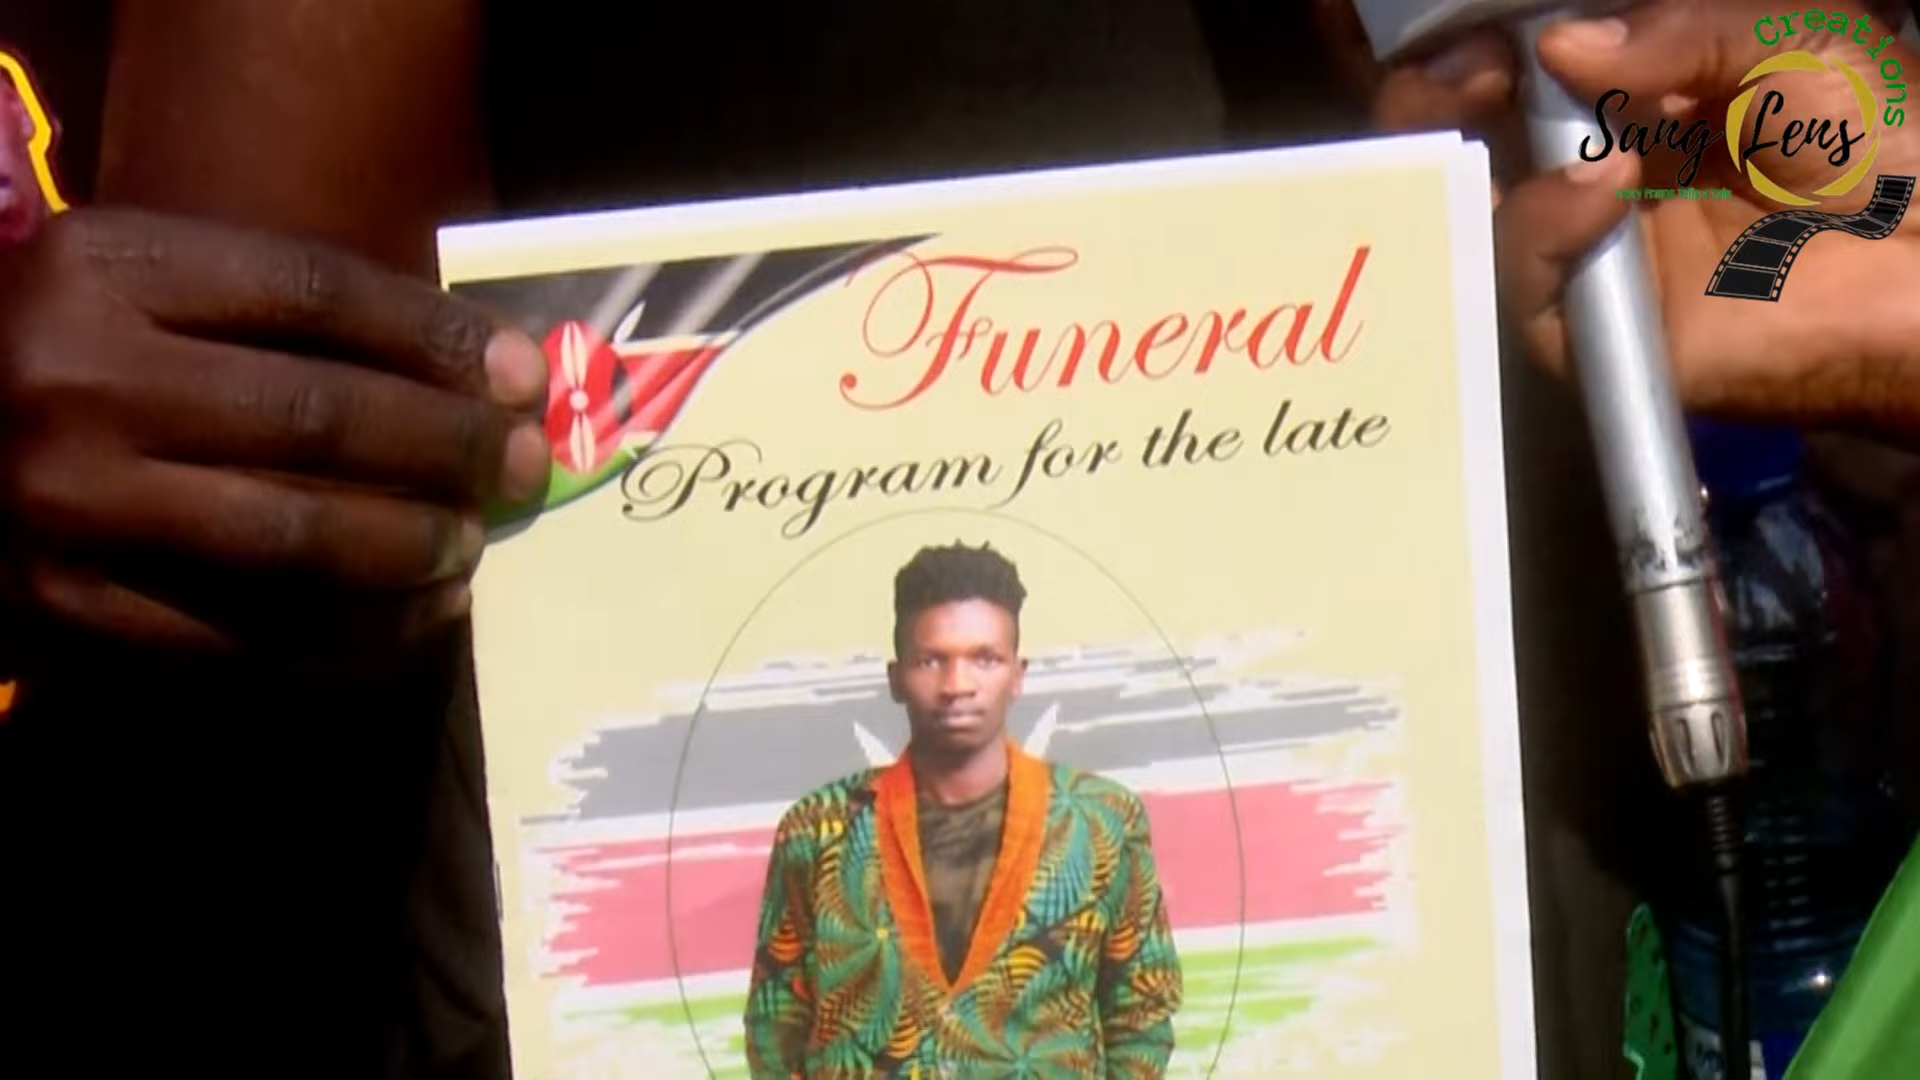 Creations
Sang Lens
Funeral
Program for the late